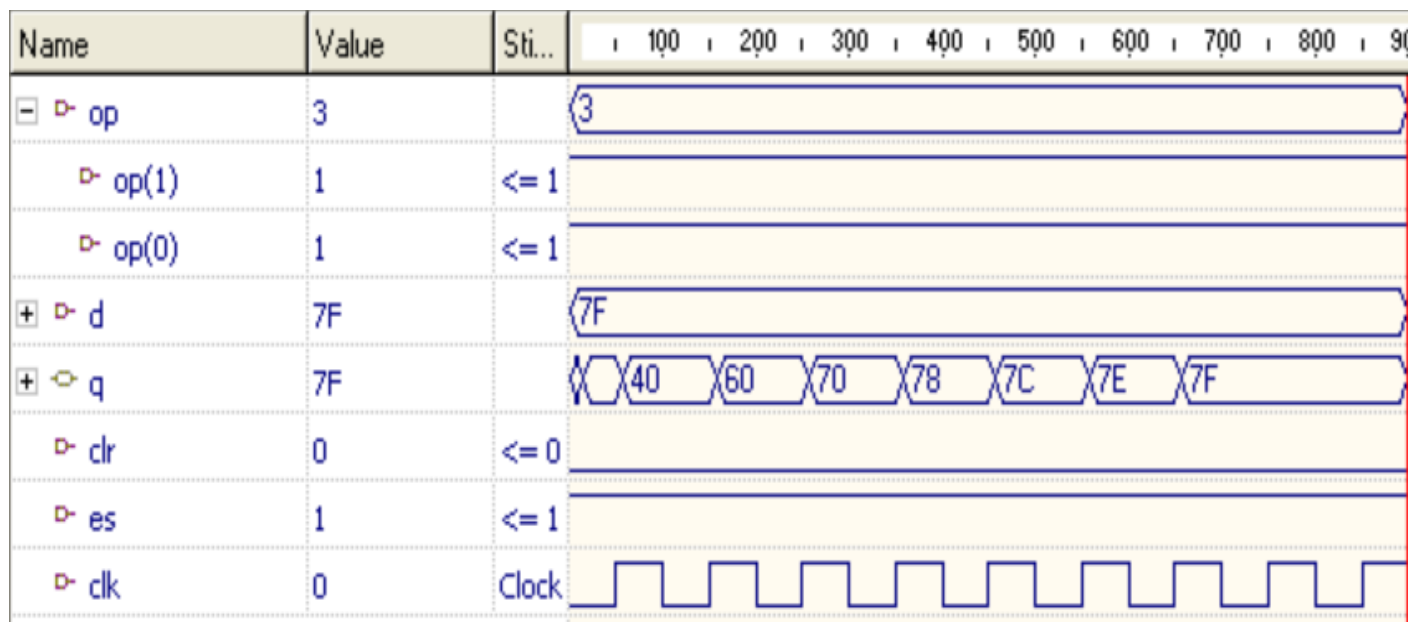 Name Value Sti... 100 200 300 400 500 600 700 800 90
op 3 3
op(1) 1 <= 1
op(0) 1 <= 1
d 7F 7F
q 7F 40 60 70 78 7C 7E 7F
clr 0 <= 0
es 1 <= 1
clk 0 Clock